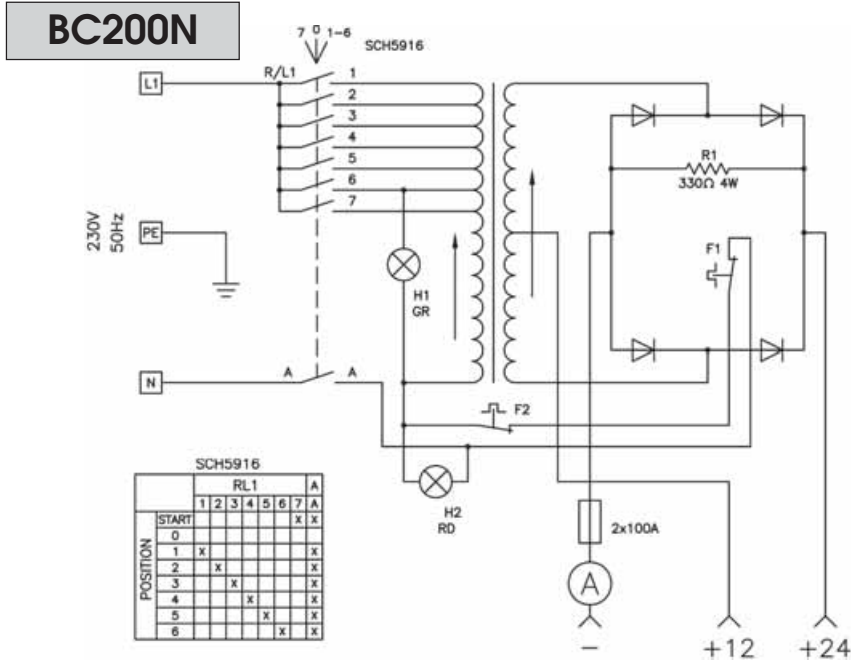 BC200N
7 0 1-6
SCH5916
L1
R/L1
1
2
3
4
5
6
7
R1
330Ω 4W
230V
50Hz
PE
F1
H1
GR
N
A A
F2
H2
RD
2x100A
A
- +12 +24
SCH5916
RL1 A
1 2 3 4 5 6 7 A
POSITION
START X X
0
1 X X
2 X X
3 X X
4 X X
5 X X
6 X X